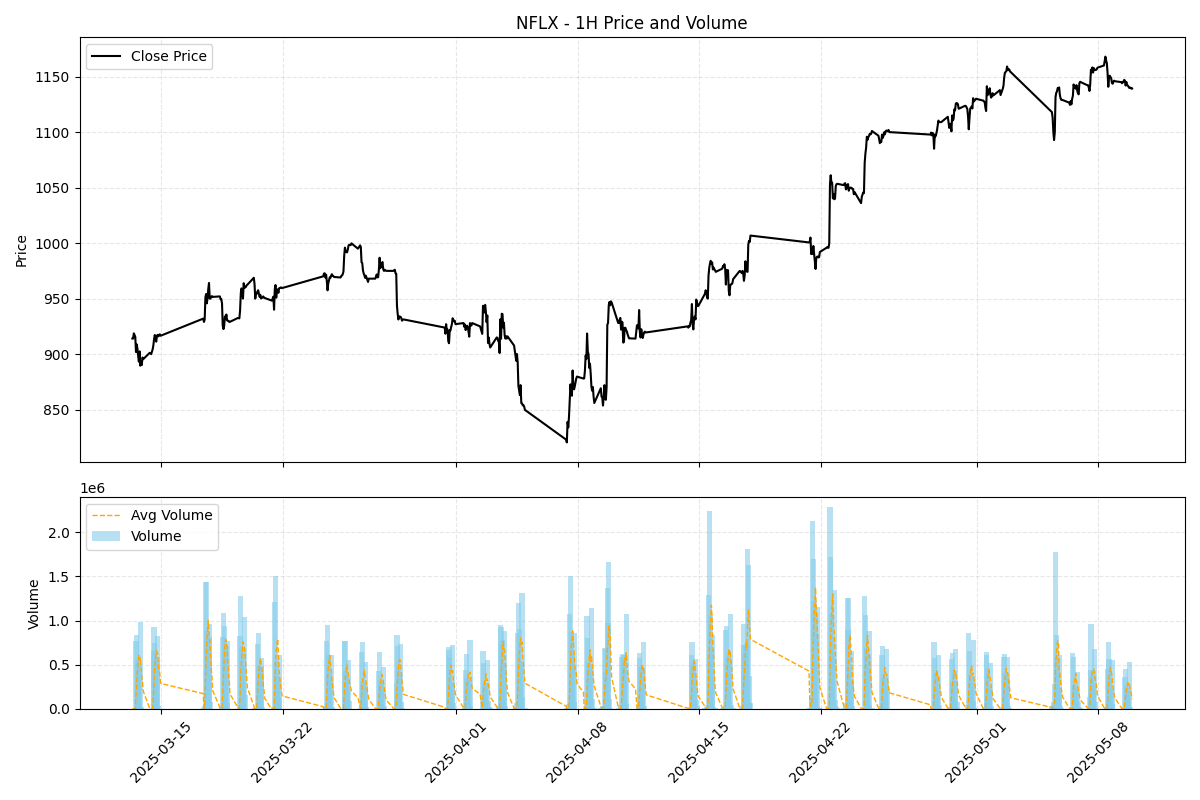 NFLX - 1H Price and Volume
Close Price
Price
1150
1100
1050
1000
950
900
850
1e6
Avg Volume
Volume
Volume
2.0
1.5
1.0
0.5
0.0
2025-03-15
2025-03-22
2025-04-01
2025-04-08
2025-04-15
2025-04-22
2025-05-01
2025-05-08